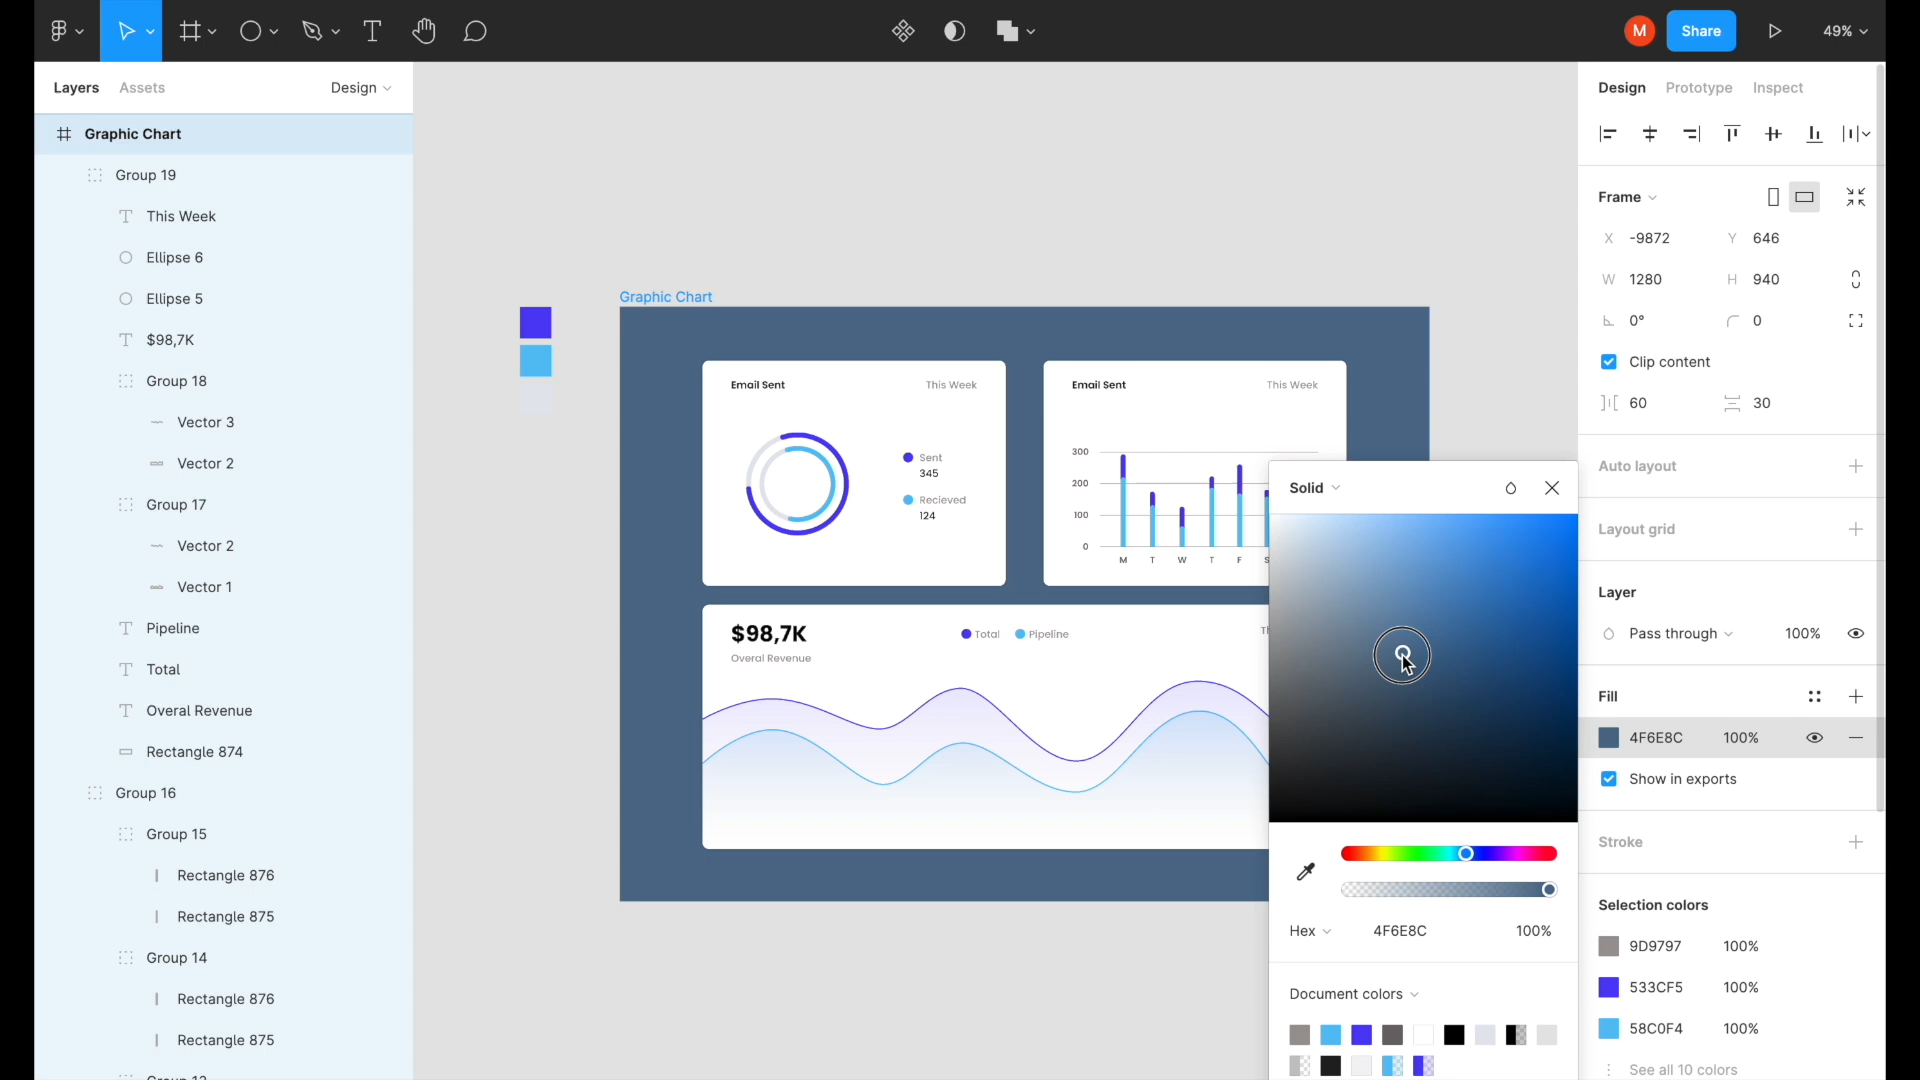 M
Share
49%
Layers
Assets
Design
Graphic Chart
Group 19
This Week
Ellipse 6
Ellipse 5
$98,7K
Group 18
Vector 3
Vector 2
Group 17
Vector 2
Vector 1
Pipeline
Total
Overal Revenue
Rectangle 874
Group 16
Group 15
Rectangle 876
Rectangle 875
Group 14
Rectangle 876
Rectangle 875
Graphic Chart
Email Sent
This Week
Sent
345
Recieved
124
Email Sent
This Week
300
200
100
0
M T W T F S
$98,7K
Overal Revenue
Total
Pipeline
Solid
Hex
4F6E8C
100%
Document colors
Design
Prototype
Inspect
Frame
X -9872
Y 646
W 1280
H 940
0°
0
Clip content
60
30
Auto layout
Layout grid
Layer
Pass through
100%
Fill
4F6E8C
100%
Show in exports
Stroke
Selection colors
9D9797 100%
533CF5 100%
58C0F4 100%
See all 10 colors